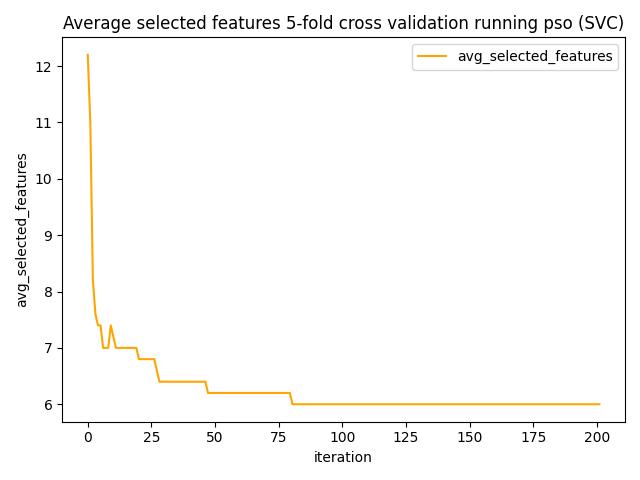 Average selected features 5-fold cross validation running pso (SVC)
avg_selected_features
12
11
10
9
8
7
6
avg_selected_features
0 25 50 75 100 125 150 175 200
iteration